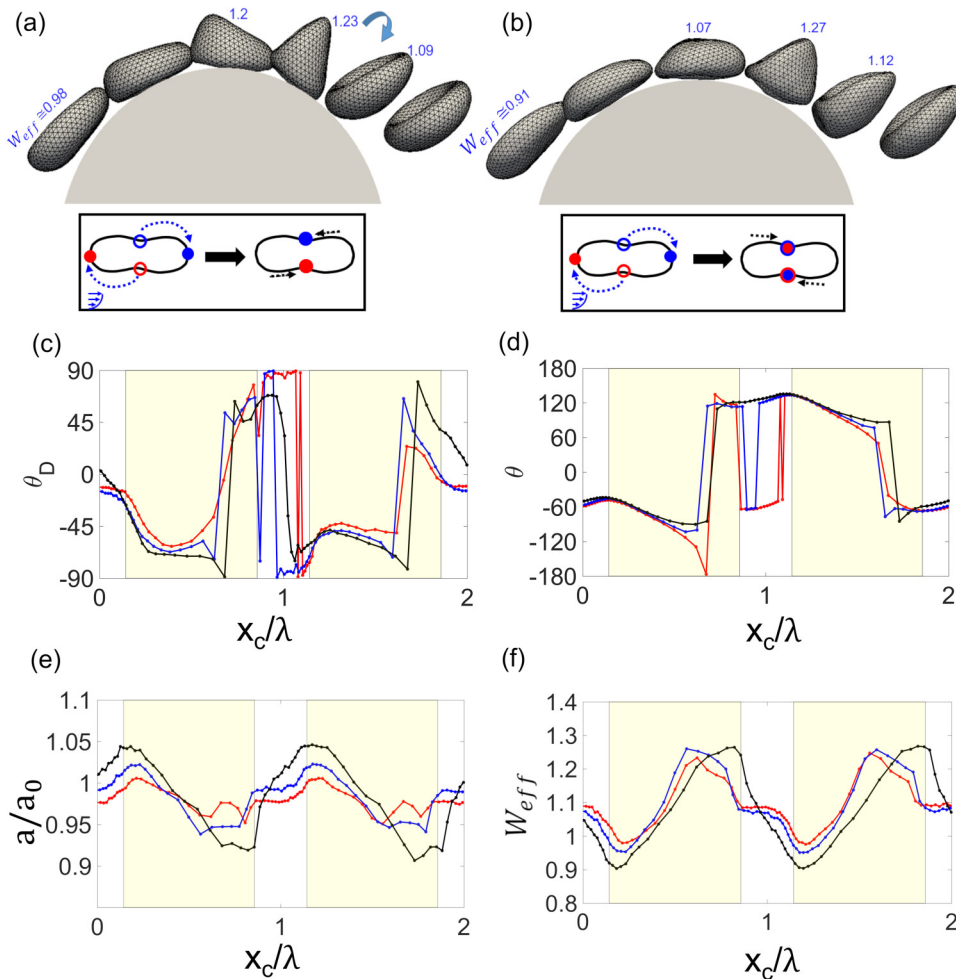 (a)
1.2
1.23
1.09
W_eff ≅0.98
(b)
1.07
1.27
1.12
W_eff ≅0.91
(c)
90
45
0
-45
-90
θ_D
0
1
2
x_c/λ
(d)
180
120
60
0
-60
-120
-180
θ
0
1
2
x_c/λ
(e)
1.1
1.05
1
0.95
0.9
a/a_0
0
1
2
x_c/λ
(f)
1.4
1.3
1.2
1.1
1
0.9
0.8
W_eff
0
1
2
x_c/λ